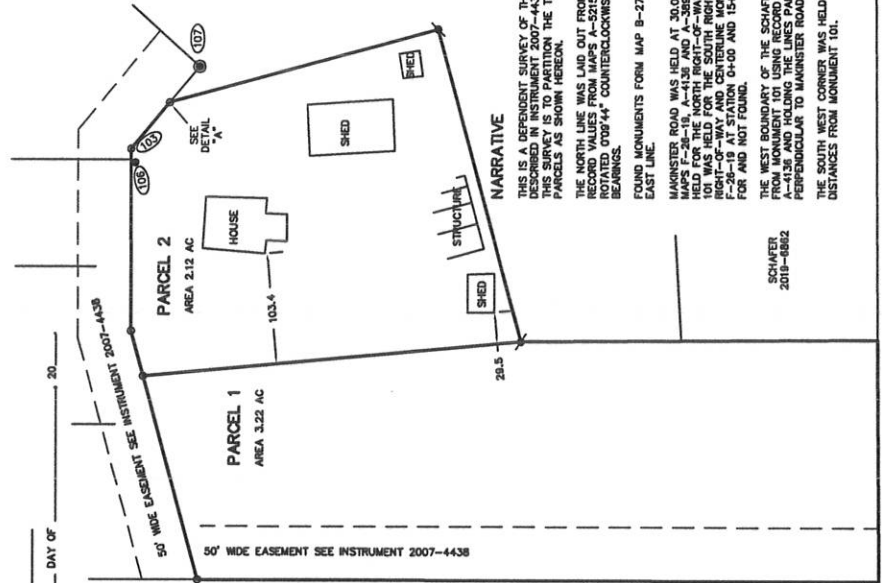 DAY OF 20
50' WIDE EASEMENT SEE INSTRUMENT 2007-4438
106
103
107
SEE
DETAIL
"A"
PARCEL 2
AREA 2.12 AC
HOUSE
103.4
SHED
SHED
STRUCTURE
SHED
29.5
PARCEL 1
AREA 3.22 AC
50' WIDE EASEMENT SEE INSTRUMENT 2007-4438
NARRATIVE
THIS IS A DEPENDENT SURVEY OF TH
DESCRIBED IN INSTRUMENT 2007-443
THIS SURVEY IS TO PARTITION THE T
PARCELS AS SHOWN HEREON.
THE NORTH LINE WAS LAID OUT FROM
RECORD VALUES FROM MAPS A-5215
ROTATED 0°09'44" COUNTERCLOCKWIS
BEARINGS.
FOUND MONUMENTS FORM MAP B-27
EAST LINE.
MAKINSTER ROAD WAS HELD AT 30.0
MAPS F-26-19, A-4136 AND A-389
HELD FOR THE NORTH RIGHT-OF-WA
101 WAS HELD FOR THE SOUTH RIGH
RIGHT-OF-WAY AND CENTERLINE MO
F-26-19 AT STATION 0+00 AND 15+
FOR AND NOT FOUND.
THE WEST BOUNDARY OF THE SCHAF
FROM MONUMENT 101 USING RECORD
A-4136 AND HOLDING THE LINES PA
PERPENDICULAR TO MAKINSTER ROAD
THE SOUTH WEST CORNER WAS HELD
DISTANCES FROM MONUMENT 101.
SCHAFER
2019-6862